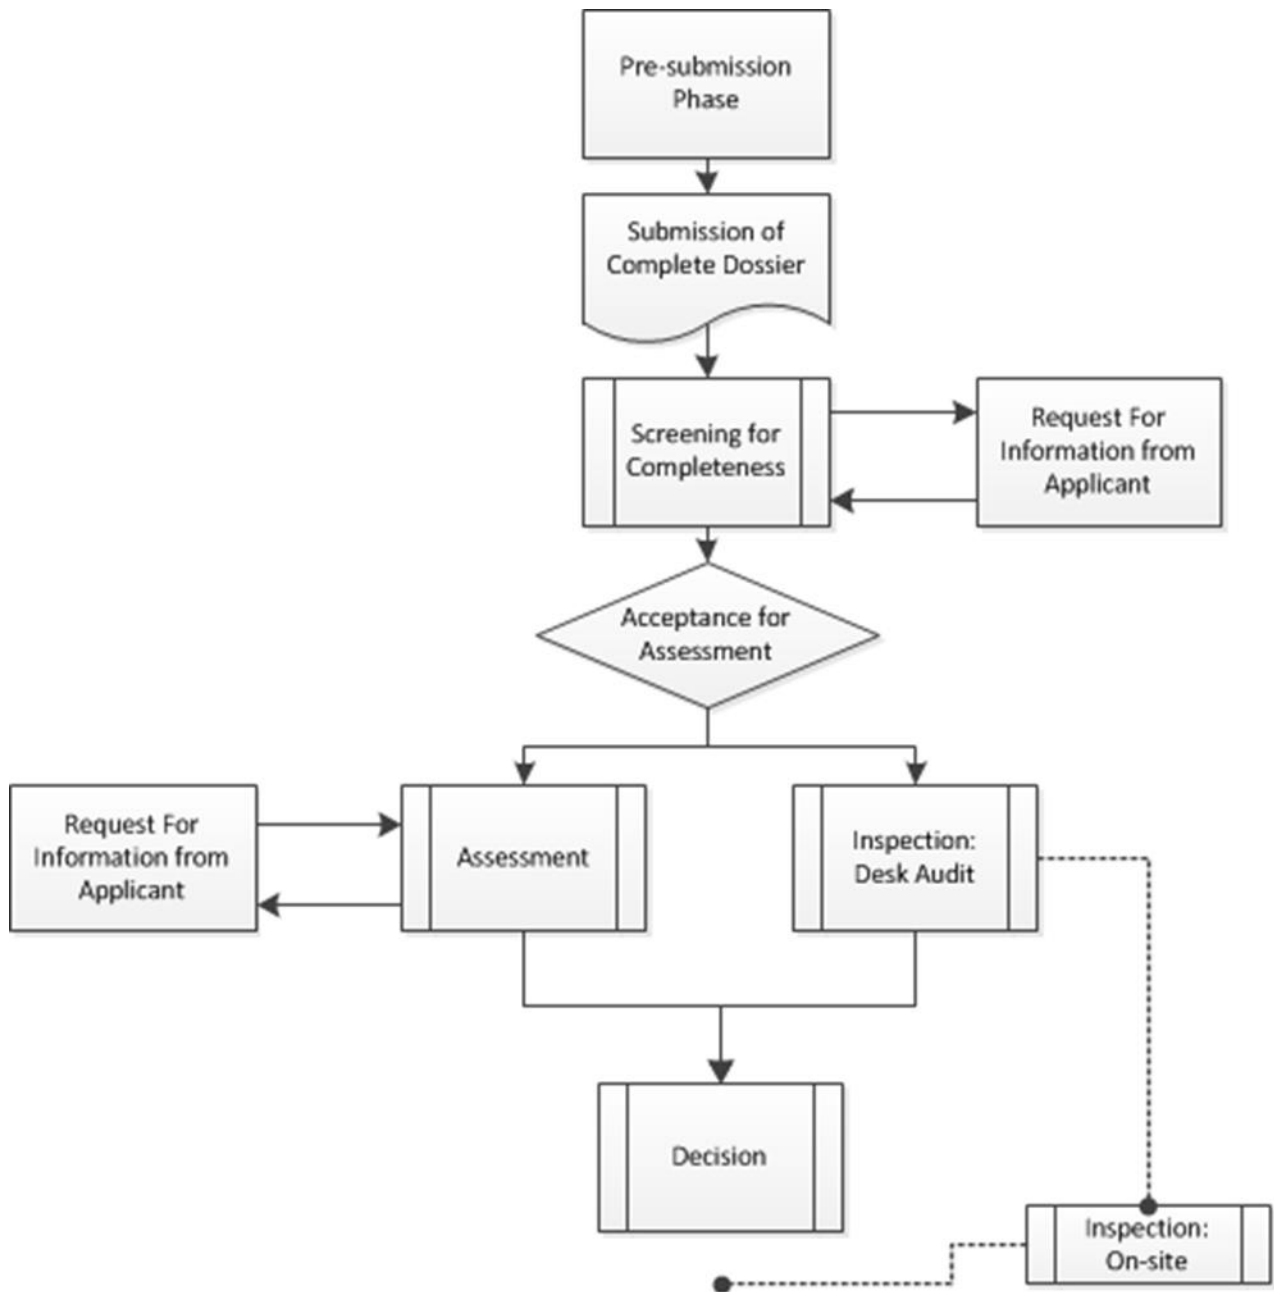 Pre-submission
Phase
Submission of
Complete Dossier
Screening for
Completeness
Request For
Information from
Applicant
Acceptance for
Assessment
Request For
Information from
Applicant
Assessment
Inspection:
Desk Audit
Decision
Inspection:
On-site